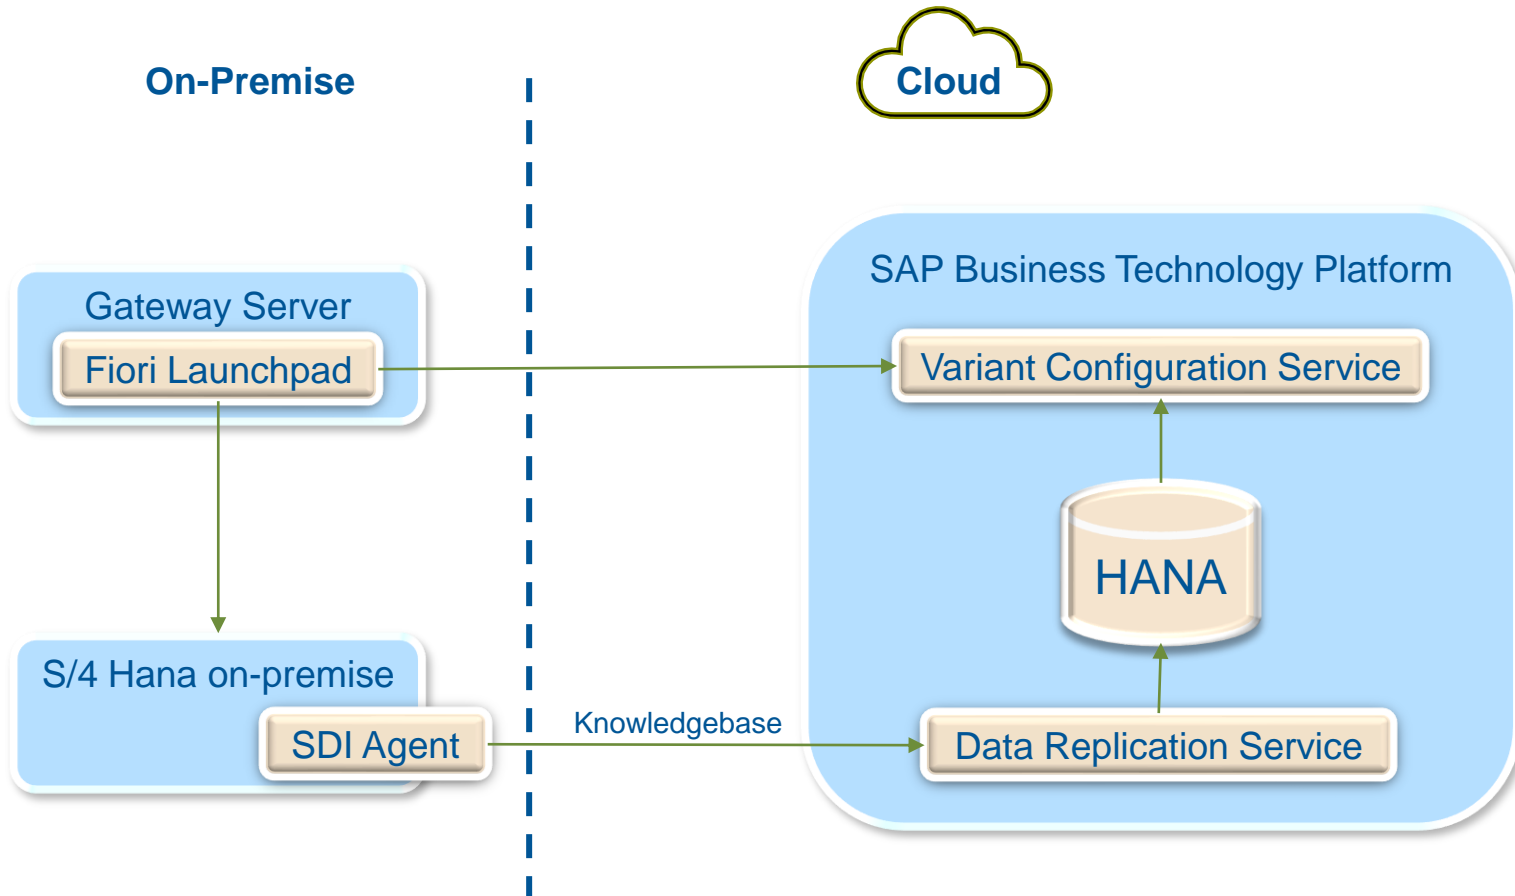 On-Premise
Cloud
Gateway Server
Fiori Launchpad
SAP Business Technology Platform
Variant Configuration Service
HANA
S/4 Hana on-premise
SDI Agent
Knowledgebase
Data Replication Service